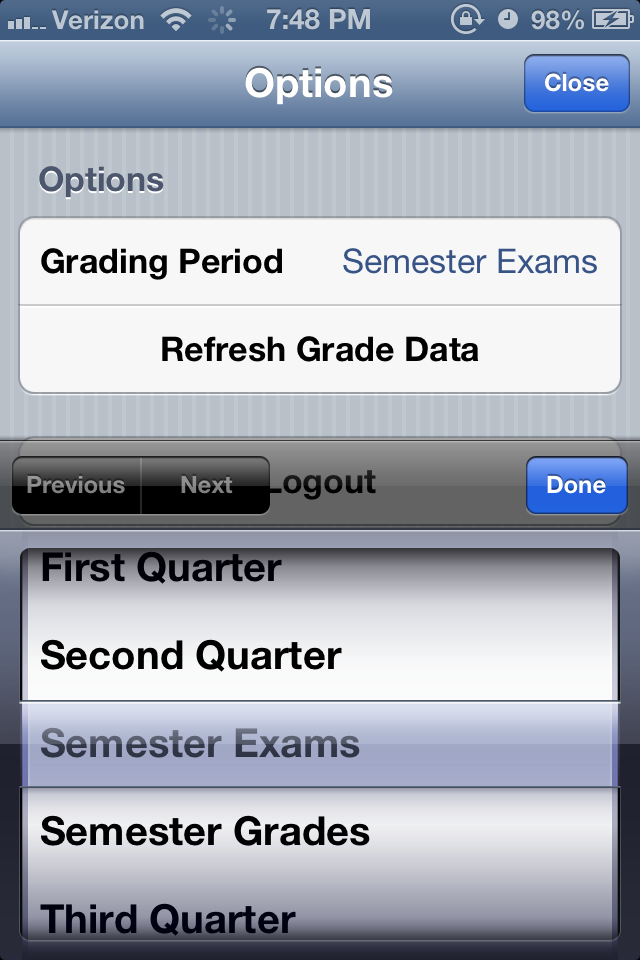 Verizon 7:48 PM 98%
Options Close
Options
Grading Period Semester Exams
Refresh Grade Data
Previous Next Logout Done
First Quarter
Second Quarter
Semester Exams
Semester Grades
Third Quarter